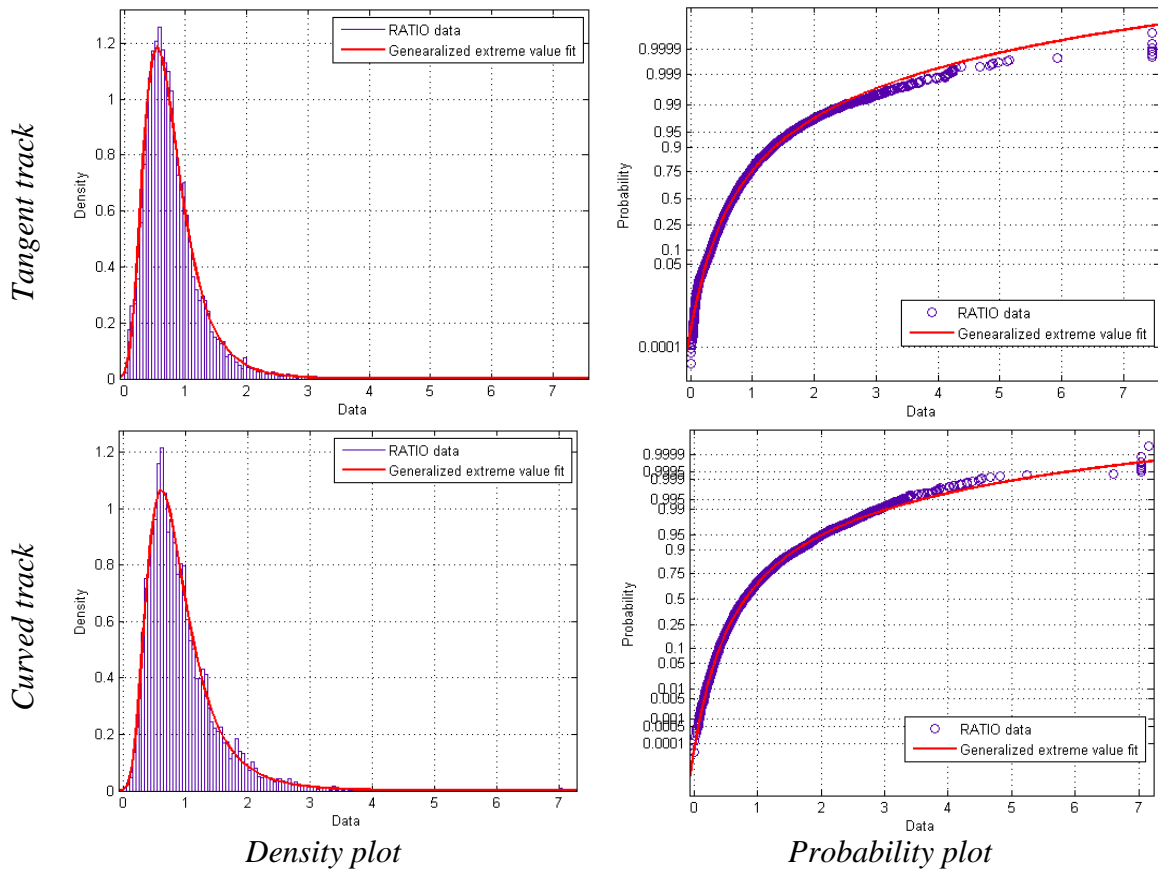 Tangent track
Density
1.2
1
0.8
0.6
0.4
0.2
0
RATIO data
Genearalized extreme value fit
0 1 2 3 4 5 6 7
Data
Probability
0.9999
0.999
0.99
0.95
0.9
0.75
0.5
0.25
0.1
0.05
0.0001
RATIO data
Genearalized extreme value fit
0 1 2 3 4 5 6 7
Data
Curved track
Density
1.2
1
0.8
0.6
0.4
0.2
0
RATIO data
Generalized extreme value fit
0 1 2 3 4 5 6 7
Data
Probability
0.9999
0.9995
0.999
0.995
0.99
0.95
0.9
0.75
0.5
0.25
0.1
0.05
0.01
0.005
0.001
0.0005
0.0001
RATIO data
Generalized extreme value fit
0 1 2 3 4 5 6 7
Data
Density plot
Probability plot